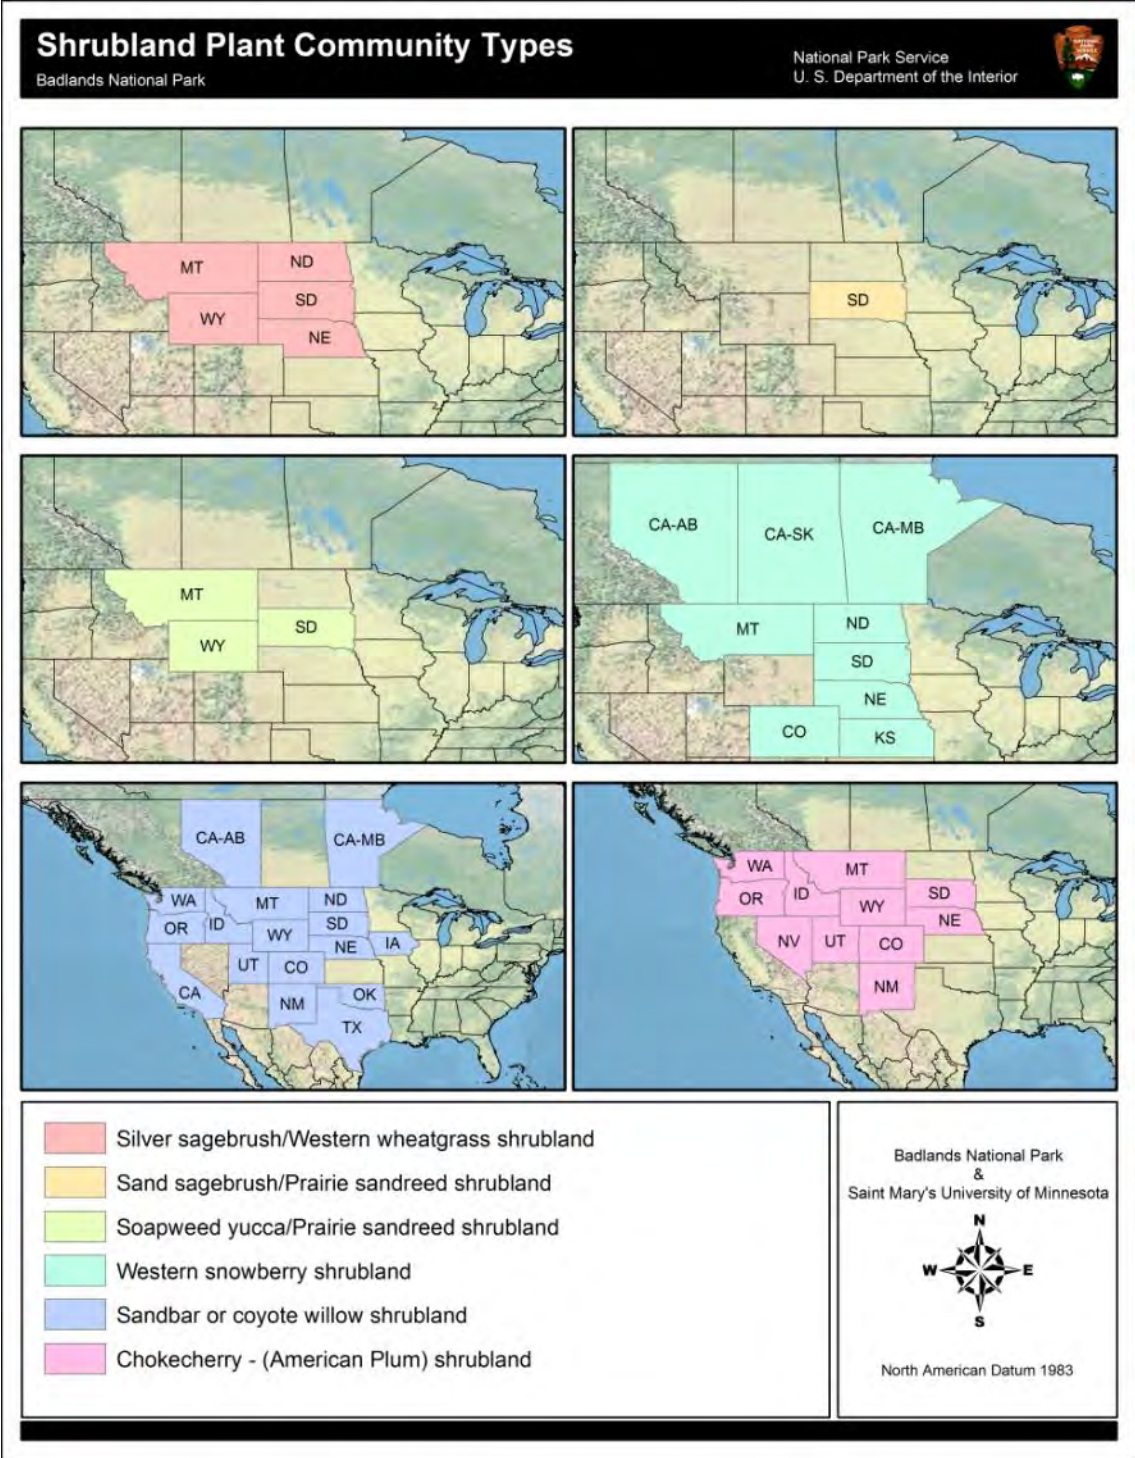 Shrubland Plant Community Types
Badlands National Park
National Park Service
U. S. Department of the Interior
NATIONAL
PARK
SERVICE
MT
ND
SD
WY
NE
SD
MT
SD
WY
CA-AB
CA-SK
CA-MB
MT
ND
SD
NE
CO
KS
CA-AB
CA-MB
WA
MT
ND
OR
ID
SD
WY
NE
IA
UT
CO
CA
NM
OK
TX
WA
MT
OR
ID
SD
WY
NE
NV
UT
CO
NM
Silver sagebrush/Western wheatgrass shrubland
Sand sagebrush/Prairie sandreed shrubland
Soapweed yucca/Prairie sandreed shrubland
Western snowberry shrubland
Sandbar or coyote willow shrubland
Chokecherry - (American Plum) shrubland
Badlands National Park
&
Saint Mary's University of Minnesota
N
W
E
S
North American Datum 1983